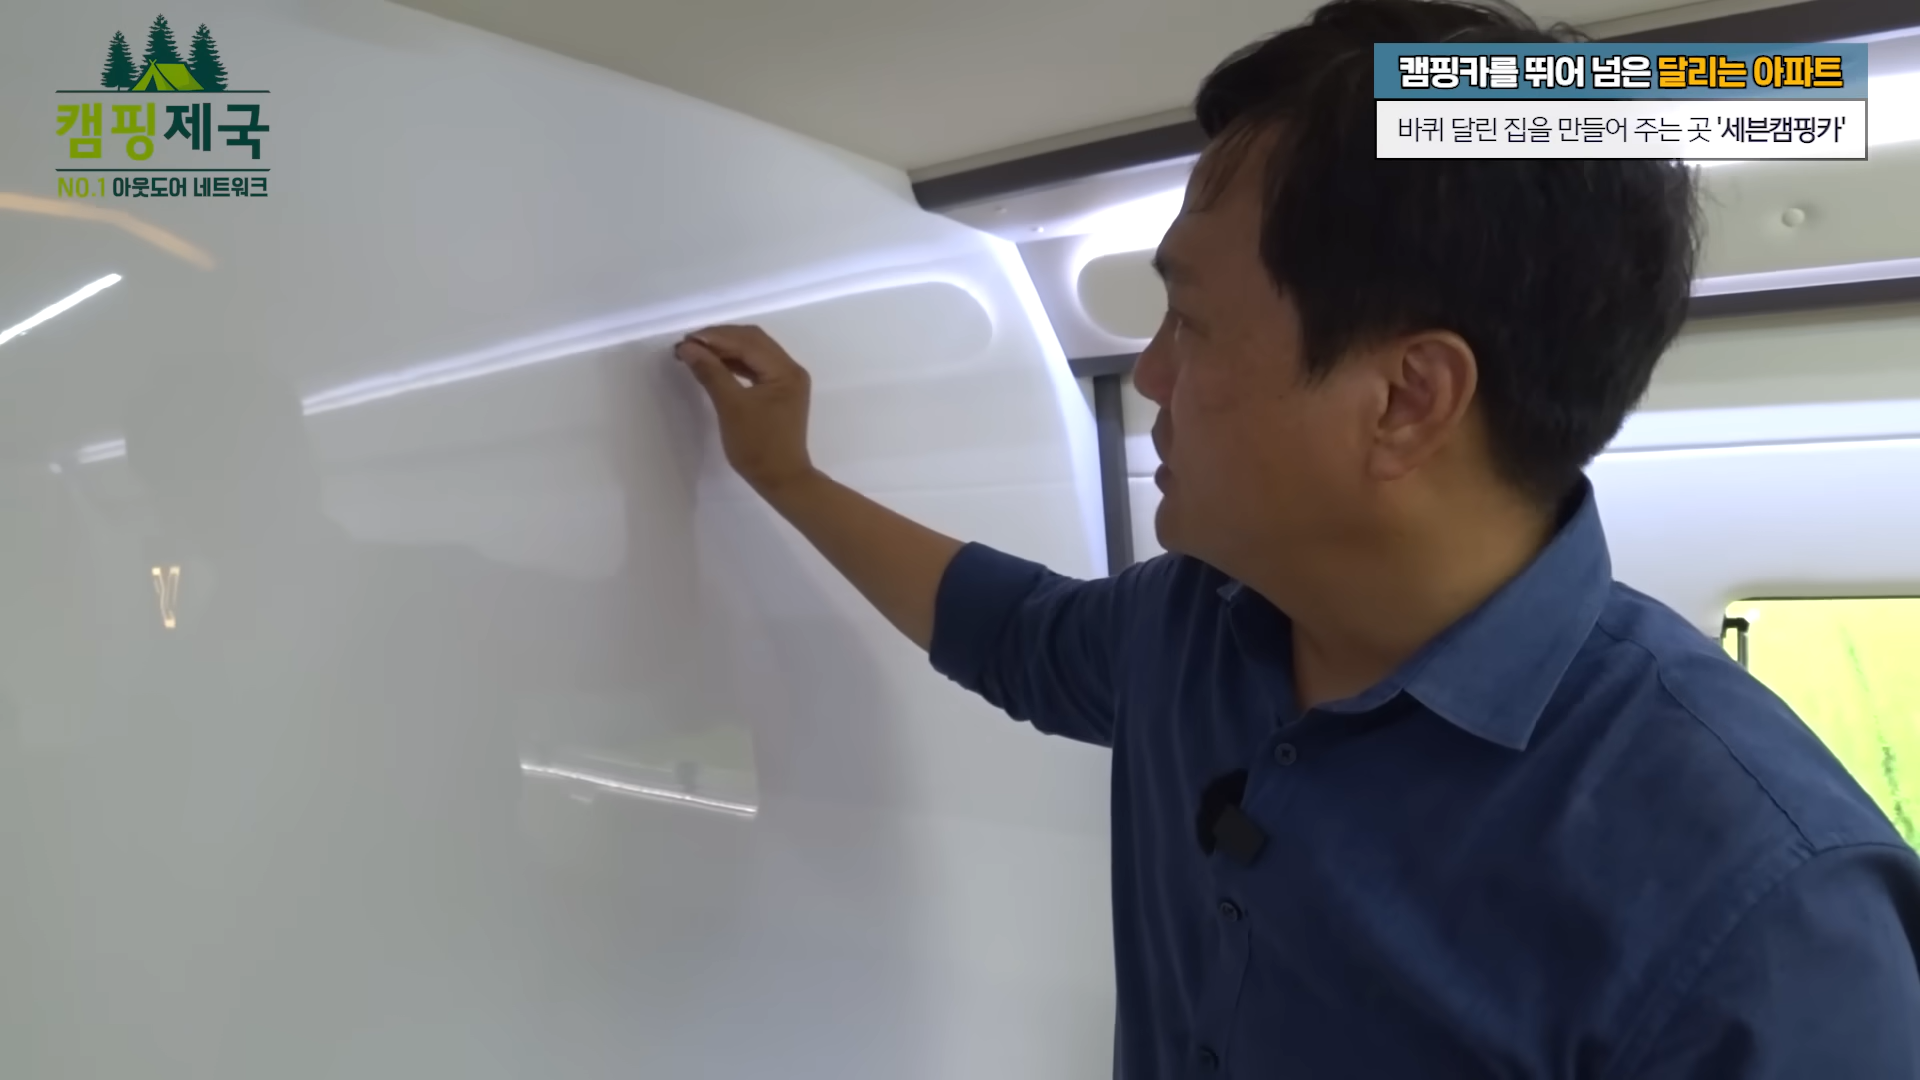 캠핑제국
NO.1 아웃도어 네트워크
캠핑카를 뛰어 넘은 달리는 아파트
바퀴 달린 집을 만들어 주는 곳 '세븐캠핑카'